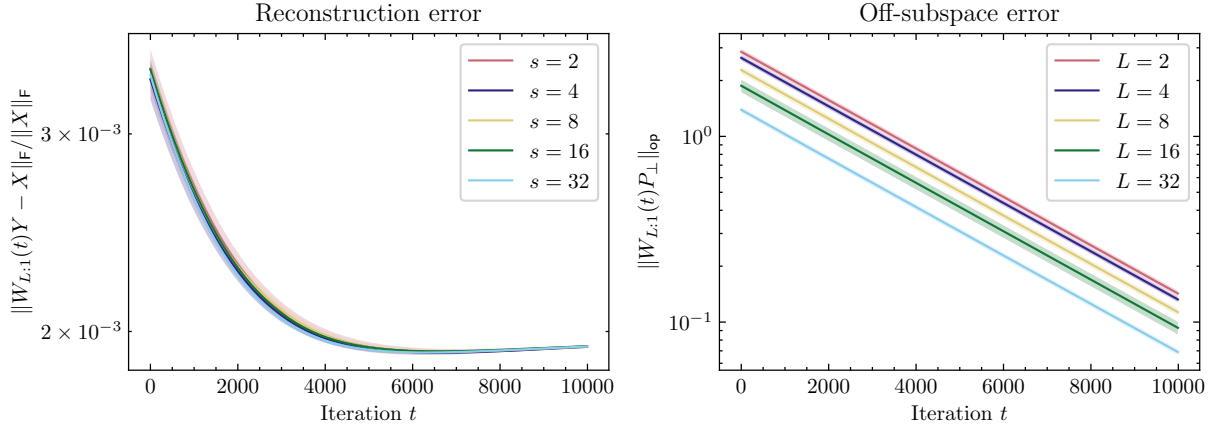 Reconstruction error
‖W_{L:1}(t)Y − X‖_F/‖X‖_F
3 × 10^{−3}
2 × 10^{−3}
s = 2
s = 4
s = 8
s = 16
s = 32
0 2000 4000 6000 8000 10000
Iteration t
Off-subspace error
‖W_{L:1}(t)P_⊥‖_op
10^0
10^{−1}
L = 2
L = 4
L = 8
L = 16
L = 32
0 2000 4000 6000 8000 10000
Iteration t